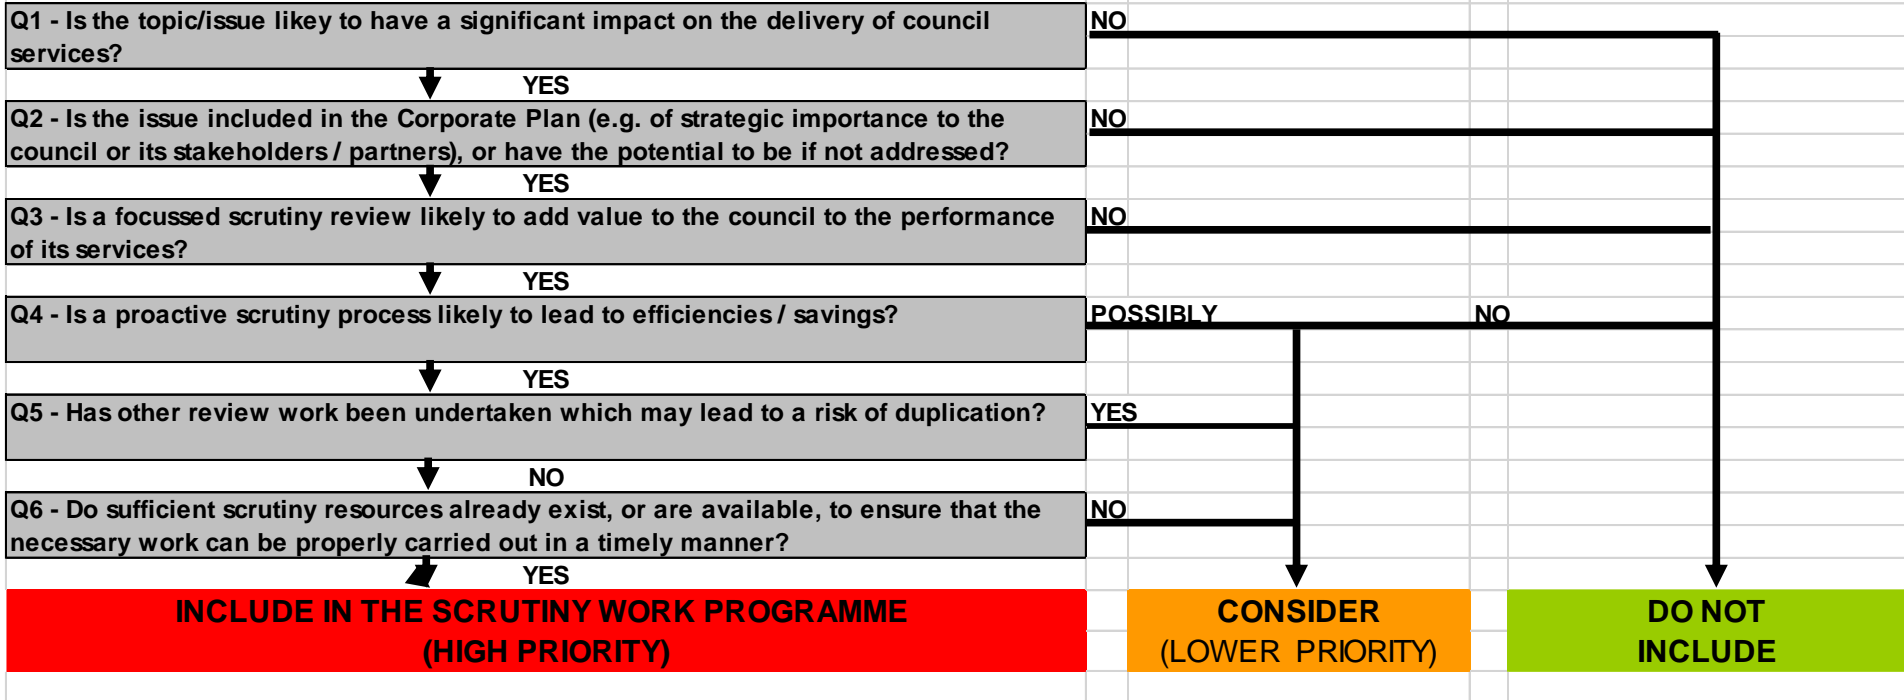 Q1 - Is the topic/issue likey to have a significant impact on the delivery of council
services?
NO
YES
Q2 - Is the issue included in the Corporate Plan (e.g. of strategic importance to the
council or its stakeholders / partners), or have the potential to be if not addressed?
NO
YES
Q3 - Is a focussed scrutiny review likely to add value to the council to the performance
of its services?
NO
YES
Q4 - Is a proactive scrutiny process likely to lead to efficiencies / savings?
POSSIBLY
NO
YES
Q5 - Has other review work been undertaken which may lead to a risk of duplication?
YES
NO
Q6 - Do sufficient scrutiny resources already exist, or are available, to ensure that the
necessary work can be properly carried out in a timely manner?
NO
YES
INCLUDE IN THE SCRUTINY WORK PROGRAMME
(HIGH PRIORITY)
CONSIDER
(LOWER PRIORITY)
DO NOT
INCLUDE